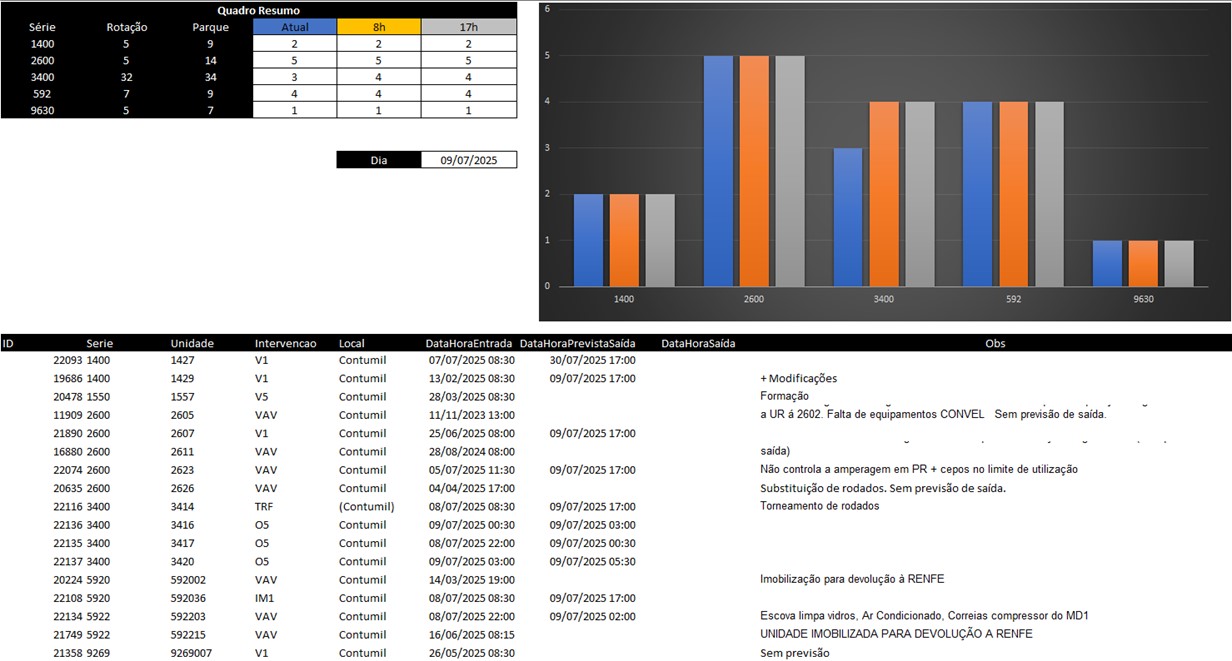 Quadro Resumo
Série Rotação Parque Atual 8h 17h
1400 5 9 2 2 2
2600 5 14 5 5 5
3400 32 34 3 4 4
592 7 9 4 4 4
9630 5 7 1 1 1
Dia 09/07/2025
6
5
4
3
2
1
0
1400 2600 3400 592 9630
ID Serie Unidade Intervencao Local DataHoraEntrada DataHoraPrevistaSaída DataHoraSaída Obs
22093 1400 1427 V1 Contumil 07/07/2025 08:30 30/07/2025 17:00
19686 1400 1429 V1 Contumil 13/02/2025 08:30 09/07/2025 17:00 + Modificações
20478 1550 1557 V5 Contumil 28/03/2025 08:30 Formação
11909 2600 2605 VAV Contumil 11/11/2023 13:00 a UR á 2602. Falta de equipamentos CONVEL Sem previsão de saída.
21890 2600 2607 V1 Contumil 25/06/2025 08:00 09/07/2025 17:00
16880 2600 2611 VAV Contumil 28/08/2024 08:00 saída)
22074 2600 2623 VAV Contumil 05/07/2025 11:30 09/07/2025 17:00 Não controla a amperagem em PR + cepos no limite de utilização
20635 2600 2626 VAV Contumil 04/04/2025 17:00 Substituição de rodados. Sem previsão de saída.
22116 3400 3414 TRF (Contumil) 08/07/2025 08:30 09/07/2025 17:00 Torneamento de rodados
22136 3400 3416 O5 Contumil 09/07/2025 00:30 09/07/2025 03:00
22135 3400 3417 O5 Contumil 08/07/2025 22:00 09/07/2025 00:30
22137 3400 3420 O5 Contumil 09/07/2025 03:00 09/07/2025 05:30
20224 5920 592002 VAV Contumil 14/03/2025 19:00 Imobilização para devolução á RENFE
22108 5920 592036 IM1 Contumil 08/07/2025 08:30 09/07/2025 17:00
22134 5922 592203 VAV Contumil 08/07/2025 22:00 09/07/2025 02:00 Escova limpa vidros, Ar Condicionado, Correias compressor do MD1
21749 5922 592215 VAV Contumil 16/06/2025 08:15 UNIDADE IMOBILIZADA PARA DEVOLUÇÃO A RENFE
21358 9269 9269007 V1 Contumil 26/05/2025 08:30 Sem previsão